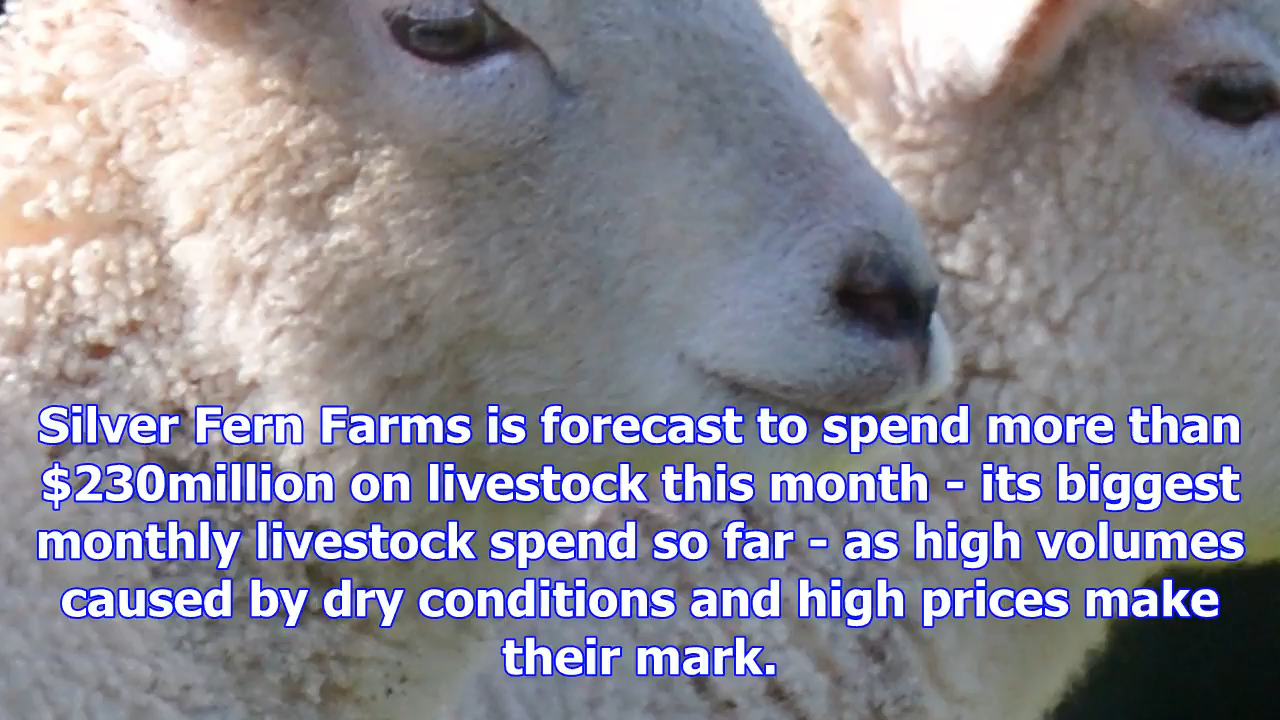 Silver Fern Farms is forecast to spend more than
$230million on livestock this month - its biggest
monthly livestock spend so far - as high volumes
caused by dry conditions and high prices make
their mark.